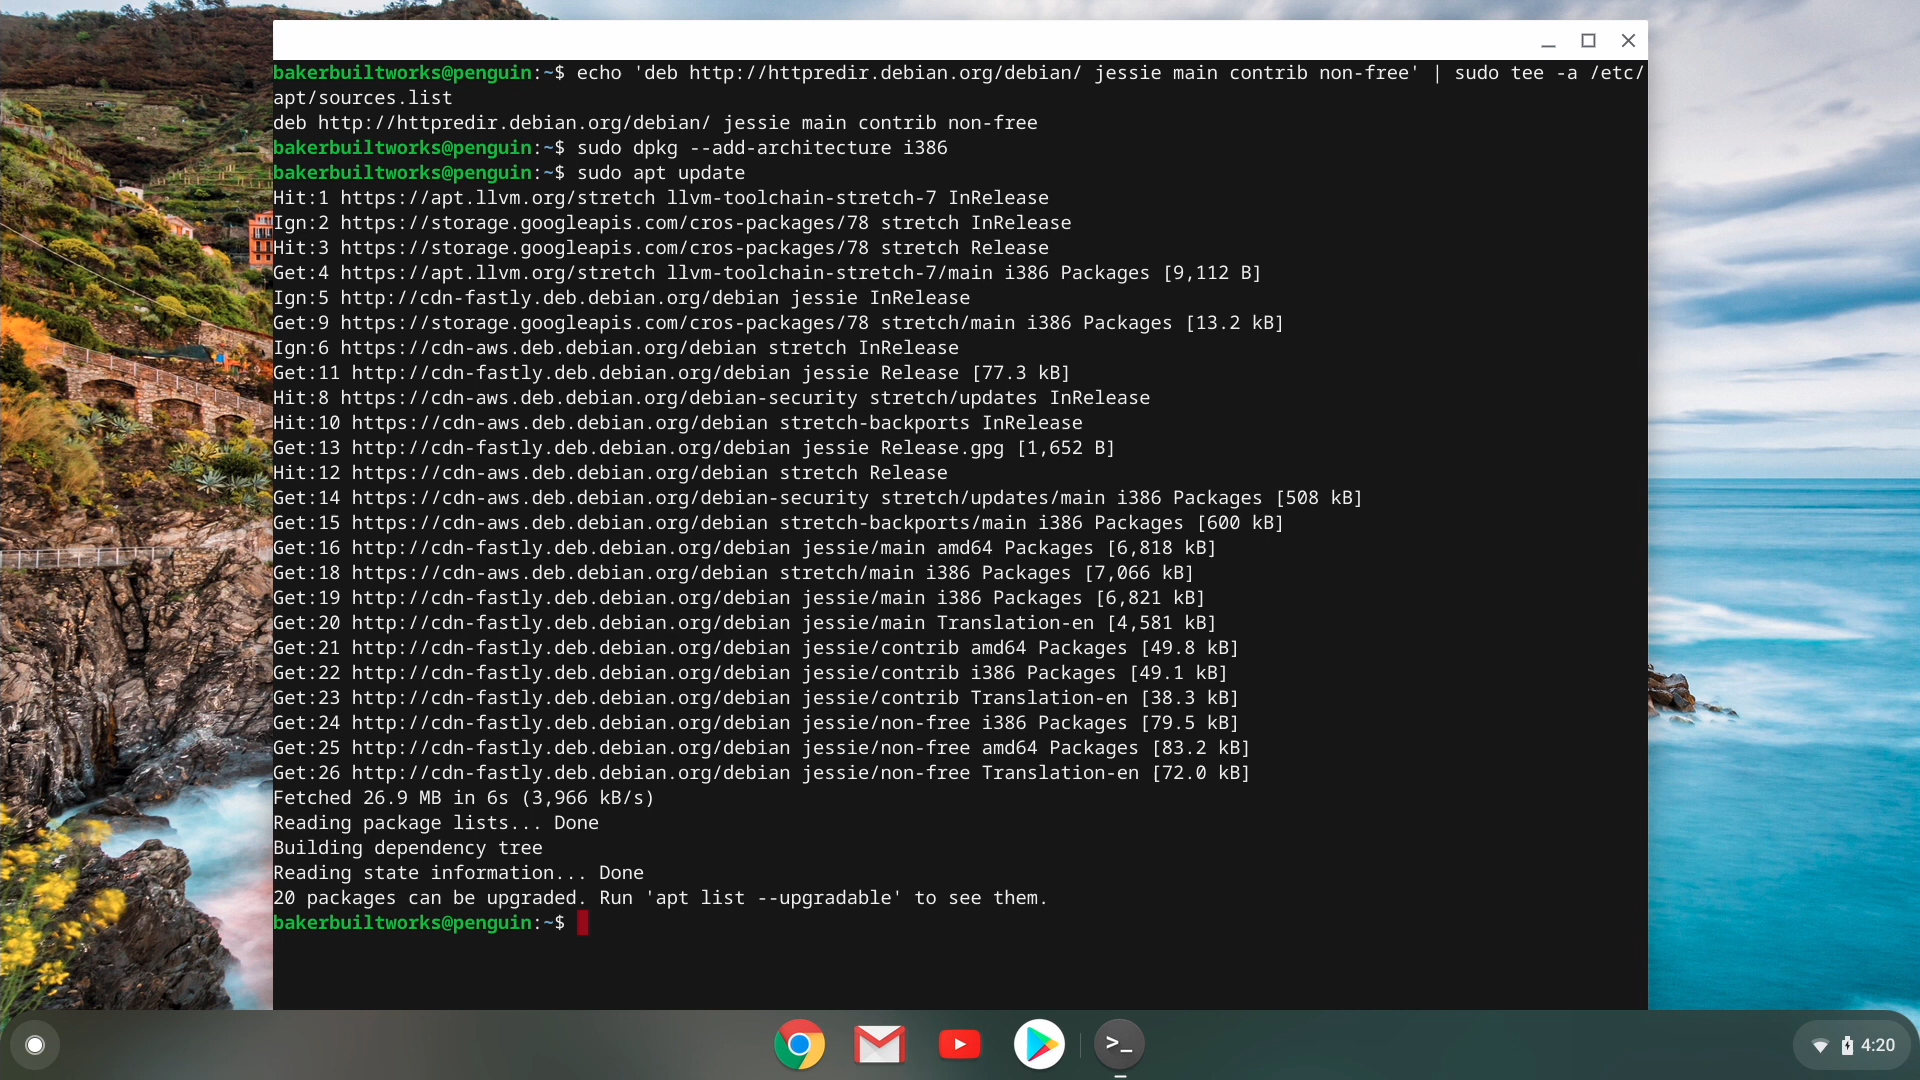 bakerbuiltworks@penguin:~$ echo 'deb http://httpredir.debian.org/debian/ jessie main contrib non-free' | sudo tee -a /etc/
apt/sources.list
deb http://httpredir.debian.org/debian/ jessie main contrib non-free
bakerbuiltworks@penguin:~$ sudo dpkg --add-architecture i386
bakerbuiltworks@penguin:~$ sudo apt update
Hit:1 https://apt.llvm.org/stretch llvm-toolchain-stretch-7 InRelease
Ign:2 https://storage.googleapis.com/cros-packages/78 stretch InRelease
Hit:3 https://storage.googleapis.com/cros-packages/78 stretch Release
Get:4 https://apt.llvm.org/stretch llvm-toolchain-stretch-7/main i386 Packages [9,112 B]
Ign:5 http://cdn-fastly.deb.debian.org/debian jessie InRelease
Get:9 https://storage.googleapis.com/cros-packages/78 stretch/main i386 Packages [13.2 kB]
Ign:6 https://cdn-aws.deb.debian.org/debian stretch InRelease
Get:11 http://cdn-fastly.deb.debian.org/debian jessie Release [77.3 kB]
Hit:8 https://cdn-aws.deb.debian.org/debian-security stretch/updates InRelease
Hit:10 https://cdn-aws.deb.debian.org/debian stretch-backports InRelease
Get:13 http://cdn-fastly.deb.debian.org/debian jessie Release.gpg [1,652 B]
Hit:12 https://cdn-aws.deb.debian.org/debian stretch Release
Get:14 https://cdn-aws.deb.debian.org/debian-security stretch/updates/main i386 Packages [508 kB]
Get:15 https://cdn-aws.deb.debian.org/debian stretch-backports/main i386 Packages [600 kB]
Get:16 http://cdn-fastly.deb.debian.org/debian jessie/main amd64 Packages [6,818 kB]
Get:18 https://cdn-aws.deb.debian.org/debian stretch/main i386 Packages [7,066 kB]
Get:19 http://cdn-fastly.deb.debian.org/debian jessie/main i386 Packages [6,821 kB]
Get:20 http://cdn-fastly.deb.debian.org/debian jessie/main Translation-en [4,581 kB]
Get:21 http://cdn-fastly.deb.debian.org/debian jessie/contrib amd64 Packages [49.8 kB]
Get:22 http://cdn-fastly.deb.debian.org/debian jessie/contrib i386 Packages [49.1 kB]
Get:23 http://cdn-fastly.deb.debian.org/debian jessie/contrib Translation-en [38.3 kB]
Get:24 http://cdn-fastly.deb.debian.org/debian jessie/non-free i386 Packages [79.5 kB]
Get:25 http://cdn-fastly.deb.debian.org/debian jessie/non-free amd64 Packages [83.2 kB]
Get:26 http://cdn-fastly.deb.debian.org/debian jessie/non-free Translation-en [72.0 kB]
Fetched 26.9 MB in 6s (3,966 kB/s)
Reading package lists... Done
Building dependency tree
Reading state information... Done
20 packages can be upgraded. Run 'apt list --upgradable' to see them.
bakerbuiltworks@penguin:~$
>_
4:20